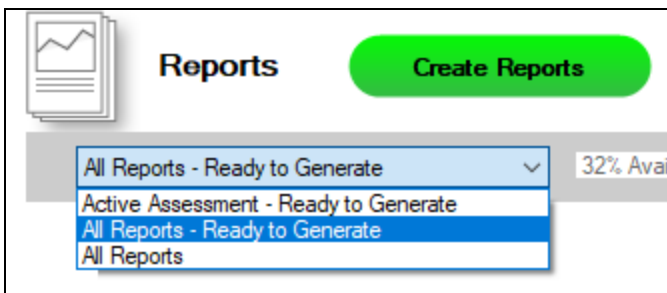 Reports
Create Reports
All Reports - Ready to Generate
32% Avai
Active Assessment - Ready to Generate
All Reports - Ready to Generate
All Reports